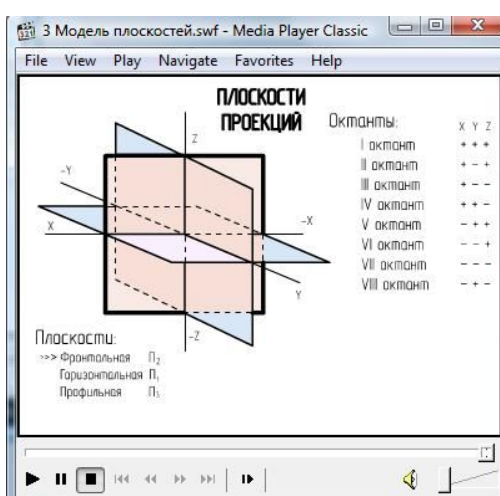 3 Модель плоскостей.swf - Media Player Classic
File View Play Navigate Favorites Help
ПЛОСКОСТИ
ПРОЕКЦИЙ
Октанты:
X Y Z
I октант + + +
II октант + - +
III октант + - -
IV октант + + -
V октант - + +
VI октант - - +
VII октант - - -
VIII октант - + -
Z
-Y
X
-X
Y
-Z
Плоскости:
>>> Фронтальная П₂
Горизонтальная П₁
Профильная П₃